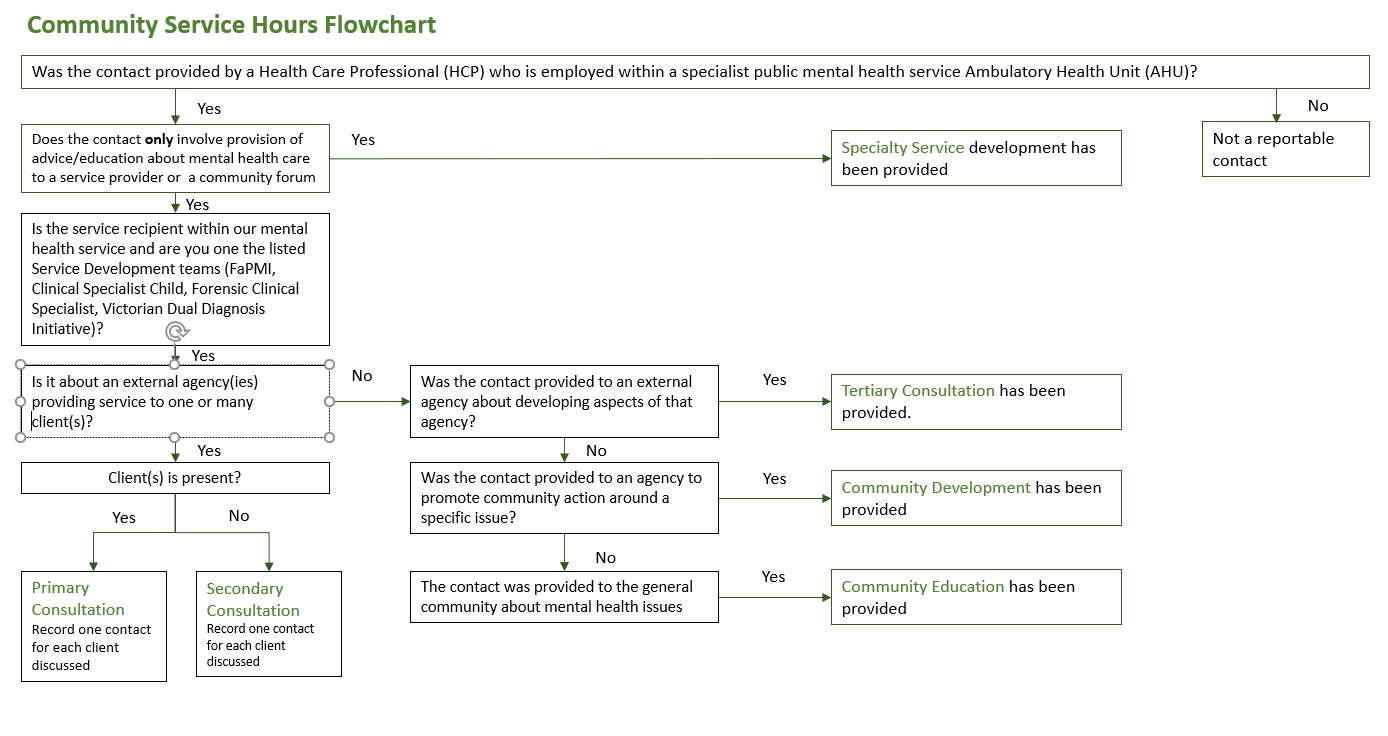 Community Service Hours Flowchart
Was the contact provided by a Health Care Professional (HCP) who is employed within a specialist public mental health service Ambulatory Health Unit (AHU)?
Yes
No
Does the contact only involve provision of
advice/education about mental health care
to a service provider or a community forum
Yes
Specialty Service development has
been provided
Not a reportable
contact
Yes
Is the service recipient within our mental
health service and are you one the listed
Service Development teams (FaPMI,
Clinical Specialist Child, Forensic Clinical
Specialist, Victorian Dual Diagnosis
Initiative)?
Yes
Is it about an external agency(ies)
providing service to one or many
client(s)?
No
Was the contact provided to an external
agency about developing aspects of that
agency?
Yes
Tertiary Consultation has been
provided.
Yes
No
Client(s) is present?
Was the contact provided to an agency to
promote community action around a
specific issue?
Yes
Community Development has been
provided
Yes
No
No
Primary
Consultation
Record one contact
for each client
discussed
Secondary
Consultation
Record one contact
for each client
discussed
The contact was provided to the general
community about mental health issues
Yes
Community Education has been
provided